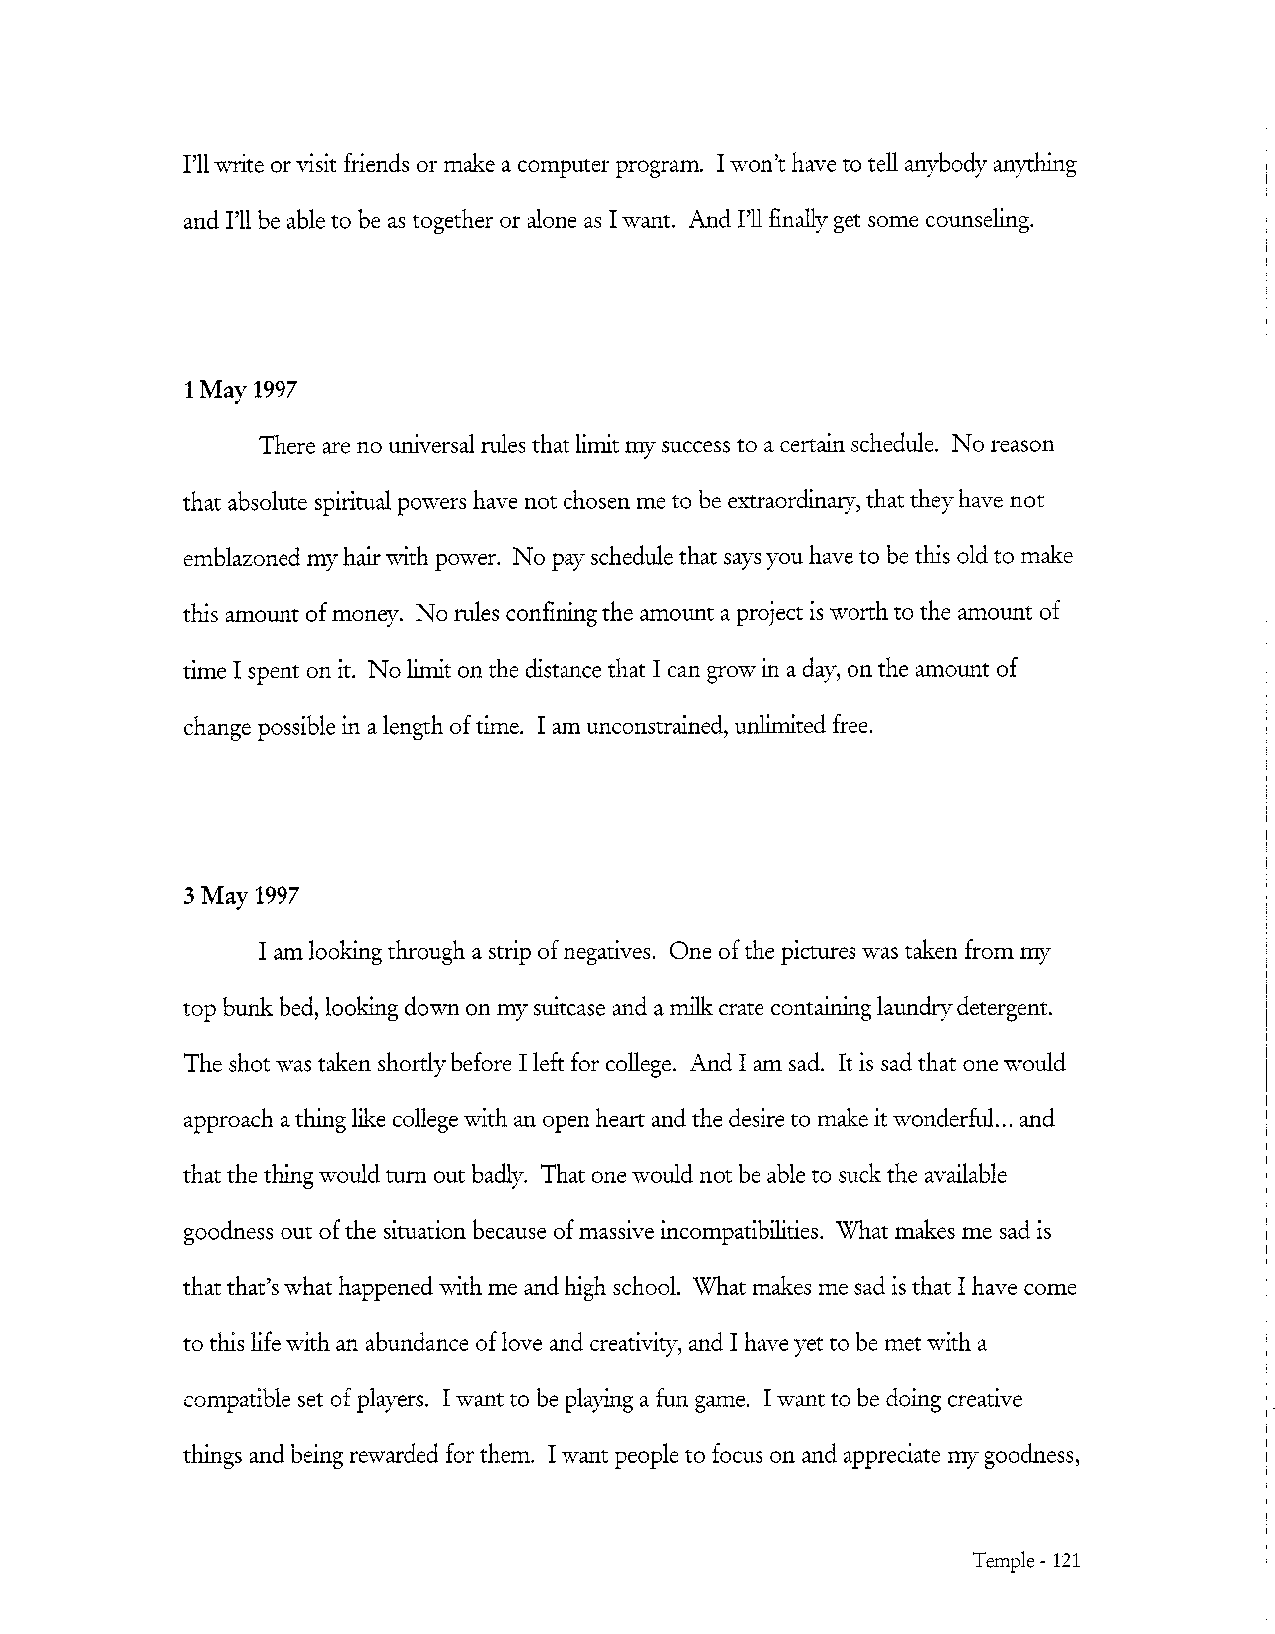 I'll write or visit friends or make a computer program. I won't have to tell anybody anything
and I'll be able to be as together or alone as I want. And I'll finally get some counseling.
1 May 1997
There are no universal rules that limit my success to a certain schedule. No reason
that absolute spiritual powers have not chosen me to be extraordinary, that they have not
emblazoned my hair with power. No pay schedule that says you have to be this old to make
this amount of money. No rules confining the amount a project is worth to the amount of
time I spent on it. No limit on the distance that I can grow in a day, on the amount of
change possible in a length of time. I am unconstrained, unlimited free.
3 May 1997
I am looking through a strip of negatives. One of the pictures was taken from my
top bunk bed, looking down on my suitcase and a milk crate containing laundry detergent.
The shot was taken shortly before I left for college. And I am sad. It is sad that one would
approach a thing like college with an open heart and the desire to make it wonderful... and
that the thing would turn out badly. That one would not be able to suck the available
goodness out of the situation because of massive incompatibilities. What makes me sad is
that that's what happened with me and high school. What makes me sad is that I have come
to this life with an abundance of love and creativity, and I have yet to be met with a
compatible set of players. I want to be playing a fun game. I want to be doing creative
things and being rewarded for them. I want people to focus on and appreciate my goodness,
Temple - 121